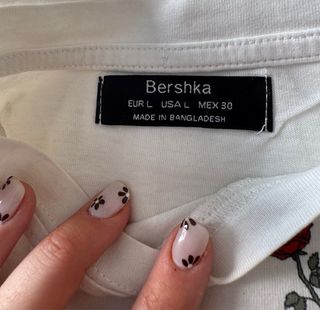 Bershka
EUR L USA L MEX 30
MADE IN BANGLADESH